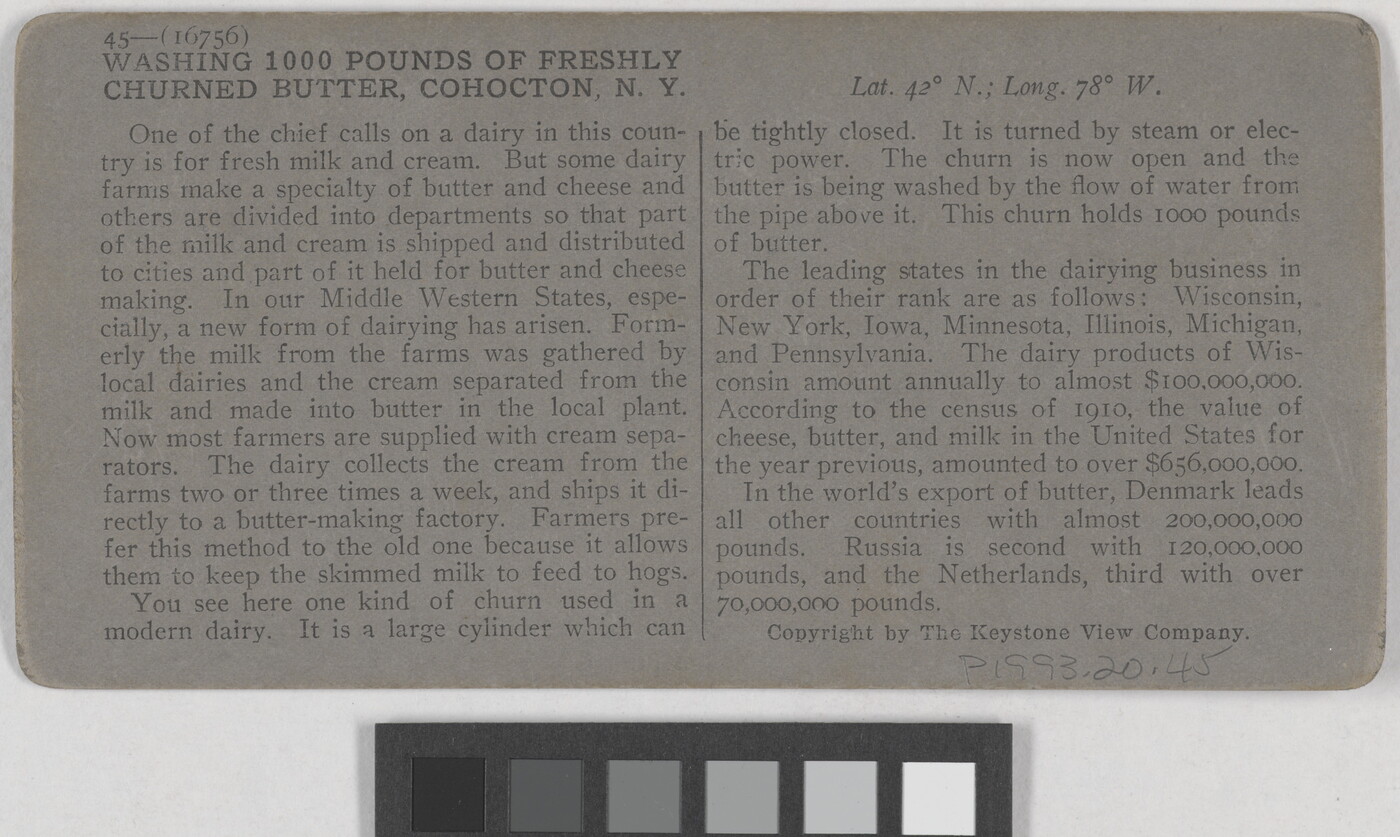 45—(16756)
WASHING 1000 POUNDS OF FRESHLY
CHURNED BUTTER, COHOCTON, N. Y.
Lat. 42° N.; Long. 78° W.
One of the chief calls on a dairy in this coun-
try is for fresh milk and cream. But some dairy
farms make a specialty of butter and cheese and
others are divided into departments so that part
of the milk and cream is shipped and distributed
to cities and part of it held for butter and cheese
making. In our Middle Western States, espe-
cially, a new form of dairying has arisen. Form-
erly the milk from the farms was gathered by
local dairies and the cream separated from the
milk and made into butter in the local plant.
Now most farmers are supplied with cream sepa-
rators. The dairy collects the cream from the
farms two or three times a week, and ships it di-
rectly to a butter-making factory. Farmers pre-
fer this method to the old one because it allows
them to keep the skimmed milk to feed to hogs.
You see here one kind of churn used in a
modern dairy. It is a large cylinder which can
be tightly closed. It is turned by steam or elec-
tric power. The churn is now open and the
butter is being washed by the flow of water from
the pipe above it. This churn holds 1000 pounds
of butter.
The leading states in the dairying business in
order of their rank are as follows: Wisconsin,
New York, Iowa, Minnesota, Illinois, Michigan,
and Pennsylvania. The dairy products of Wis-
consin amount annually to almost $100,000,000.
According to the census of 1910, the value of
cheese, butter, and milk in the United States for
the year previous, amounted to over $656,000,000.
In the world's export of butter, Denmark leads
all other countries with almost 200,000,000
pounds. Russia is second with 120,000,000
pounds, and the Netherlands, third with over
70,000,000 pounds.
Copyright by The Keystone View Company.
P1993.20.45